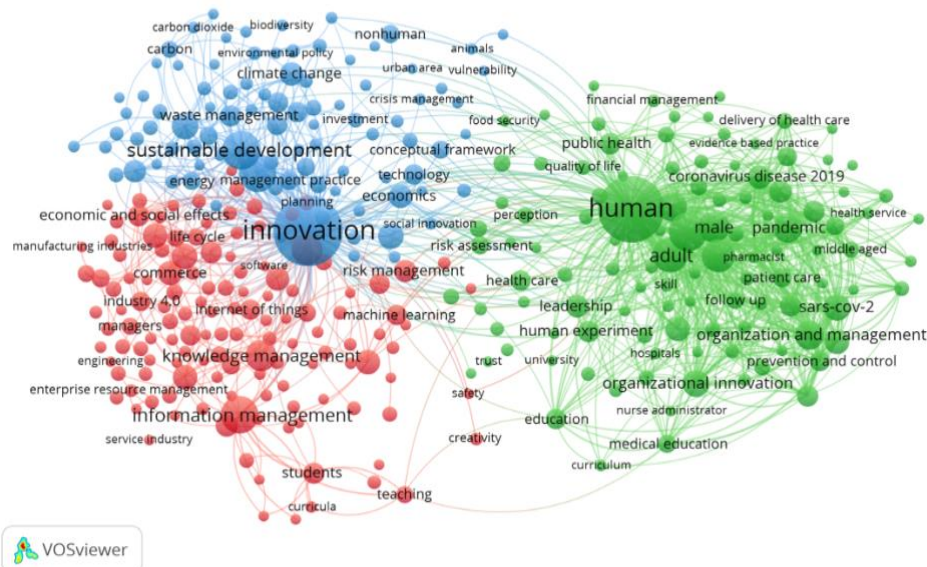 carbon dioxide
biodiversity
nonhuman
carbon
environmental policy
animals
climate change
urban area
vulnerability
crisis management
financial management
waste management
investment
food security
delivery of health care
public health
evidence based practice
sustainable development
conceptual framework
quality of life
energy
management practice
technology
coronavirus disease 2019
planning
economics
human
economic and social effects
innovation
social innovation
perception
male
pandemic
health service
manufacturing industries
life cycle
risk assessment
adult
pharmacist
middle aged
commerce
software
risk management
health care
skill
patient care
industry 4.0
internet of things
machine learning
leadership
follow up
sars-cov-2
managers
human experiment
organization and management
engineering
knowledge management
trust
university
hospitals
prevention and control
enterprise resource management
safety
organizational innovation
information management
education
nurse administrator
service industry
creativity
medical education
students
curriculum
teaching
curricula
VOSviewer